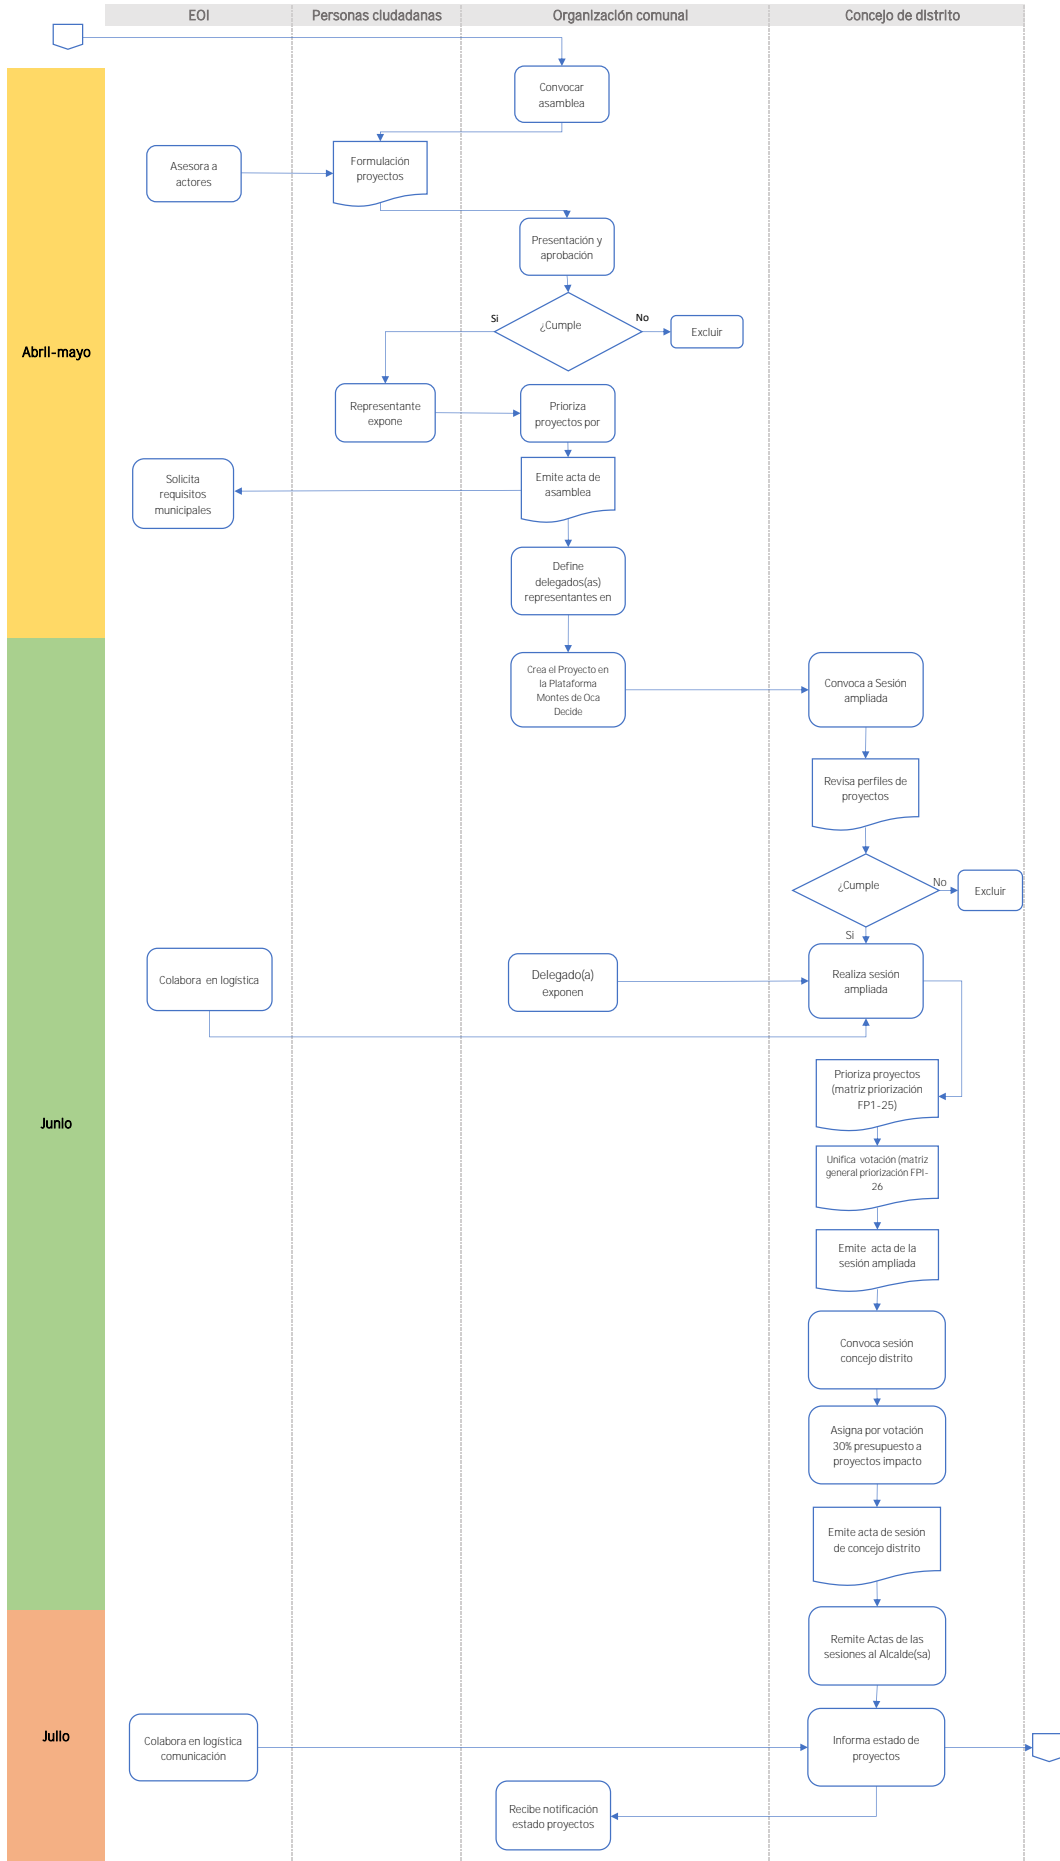 EOI
Personas ciudadanas
Organización comunal
Concejo de distrito
Convocar
asamblea
Abril-mayo
Asesora a
actores
Formulación
proyectos
Presentación y
aprobación
¿Cumple
Si
No
Excluir
Representante
expone
Prioriza
proyectos por
Emite acta de
asamblea
Solicita
requisitos
municipales
Define
delegados(as)
representantes en
Junio
Crea el Proyecto en
la Plataforma
Montes de Oca
Decide
Convoca a Sesión
ampliada
Revisa perfiles de
proyectos
¿Cumple
No
Excluir
Si
Colabora en logística
Delegado(a)
exponen
Realiza sesión
ampliada
Prioriza proyectos
(matriz priorización
FP1-25)
Unifica votación (matriz
general priorización FPI-
26
Emite acta de la
sesión ampliada
Convoca sesión
concejo distrito
Asigna por votación
30% presupuesto a
proyectos impacto
Emite acta de sesión
de concejo distrito
Julio
Remite Actas de las
sesiones al Alcalde(sa)
Colabora en logística
comunicación
Informa estado de
proyectos
Recibe notificación
estado proyectos